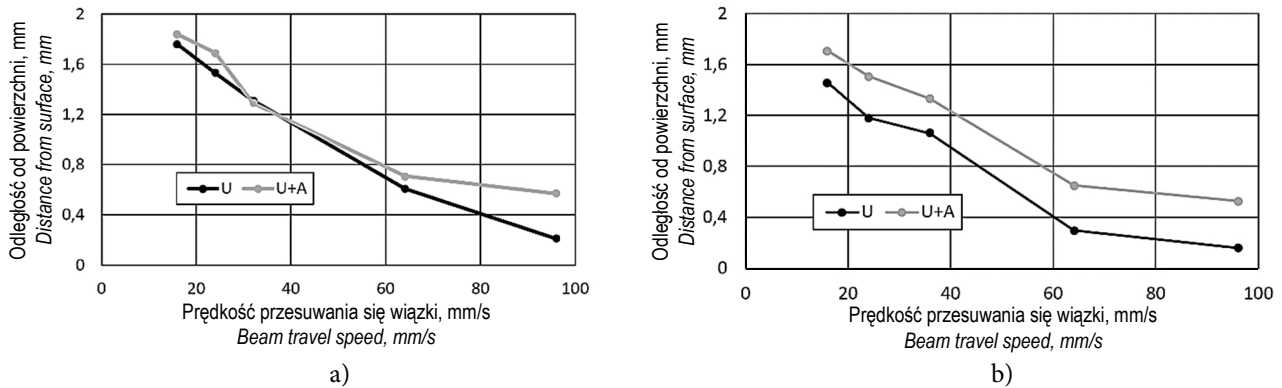 Odległość od powierzchni, mm
Distance from surface, mm
2
1,6
1,2
0,8
0,4
0
U
U+A
0 20 40 60 80 100
Prędkość przesuwania się wiązki, mm/s
Beam travel speed, mm/s
a)
Odległość od powierzchni, mm
Distance from surface, mm
2
1,6
1,2
0,8
0,4
0
U
U+A
0 20 40 60 80 100
Prędkość przesuwania się wiązki, mm/s
Beam travel speed, mm/s
b)